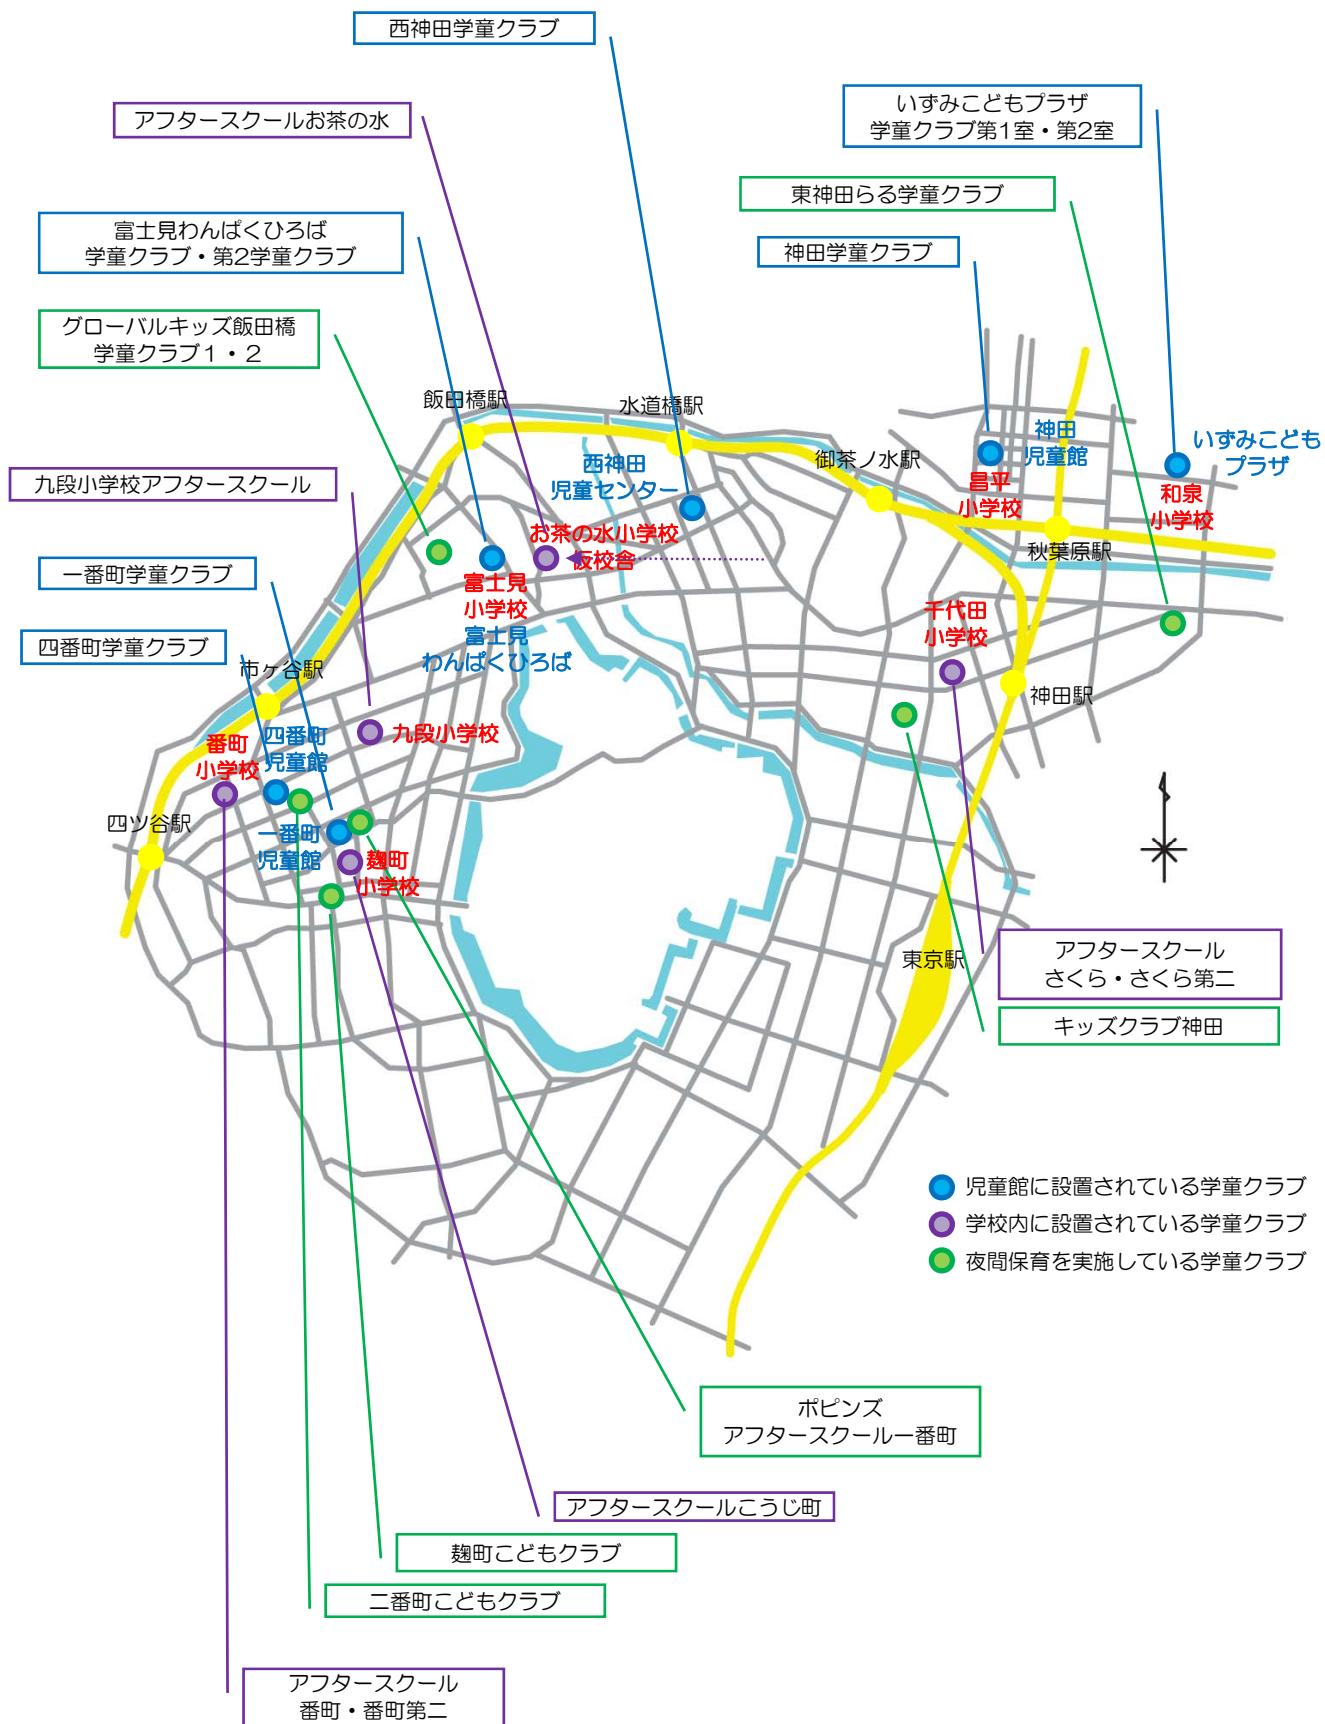 西神田学童クラブ
アフタースクールお茶の水
いずみこどもプラザ
学童クラブ第1室・第2室
東神田らる学童クラブ
富士見わんぱくひろば
学童クラブ・第2学童クラブ
神田学童クラブ
グローバルキッズ飯田橋
学童クラブ１・２
飯田橋駅
水道橋駅
御茶ノ水駅
神田
児童館
いずみこども
プラザ
西神田
児童センター
九段小学校アフタースクール
昌平
小学校
和泉
小学校
お茶の水小学校
仮校舎
秋葉原駅
一番町学童クラブ
富士見
小学校
富士見
わんぱくひろば
千代田
小学校
四番町学童クラブ
市ヶ谷駅
神田駅
九段小学校
番町
小学校
四番町
児童館
四ツ谷駅
一番町
児童館
麹町
小学校
東京駅
アフタースクール
さくら・さくら第二
キッズクラブ神田
児童館に設置されている学童クラブ
学校内に設置されている学童クラブ
夜間保育を実施している学童クラブ
ポピンズ
アフタースクール一番町
アフタースクールこうじ町
麹町こどもクラブ
二番町こどもクラブ
アフタースクール
番町・番町第二